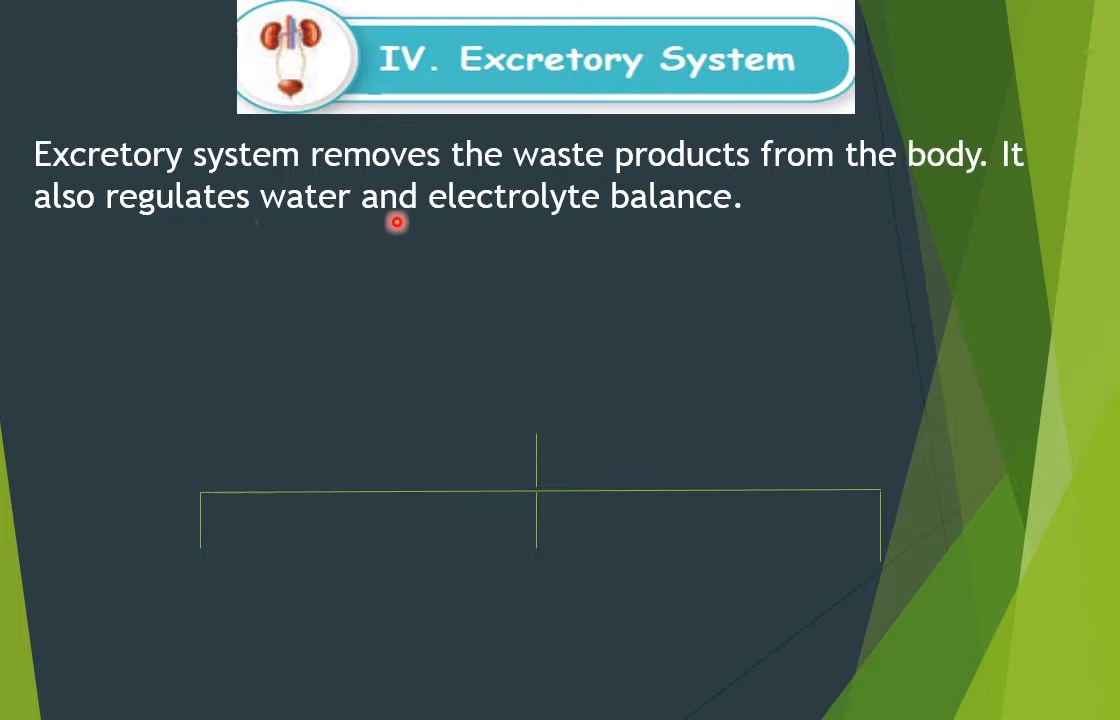 IV. Excretory System
Excretory system removes the waste products from the body. It
also regulates water and electrolyte balance.